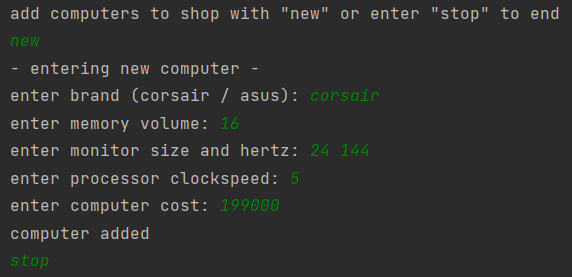 add computers to shop with "new" or enter "stop" to end
new
- entering new computer -
enter brand (corsair / asus): corsair
enter memory volume: 16
enter monitor size and hertz: 24 144
enter processor clockspeed: 5
enter computer cost: 199000
computer added
stop